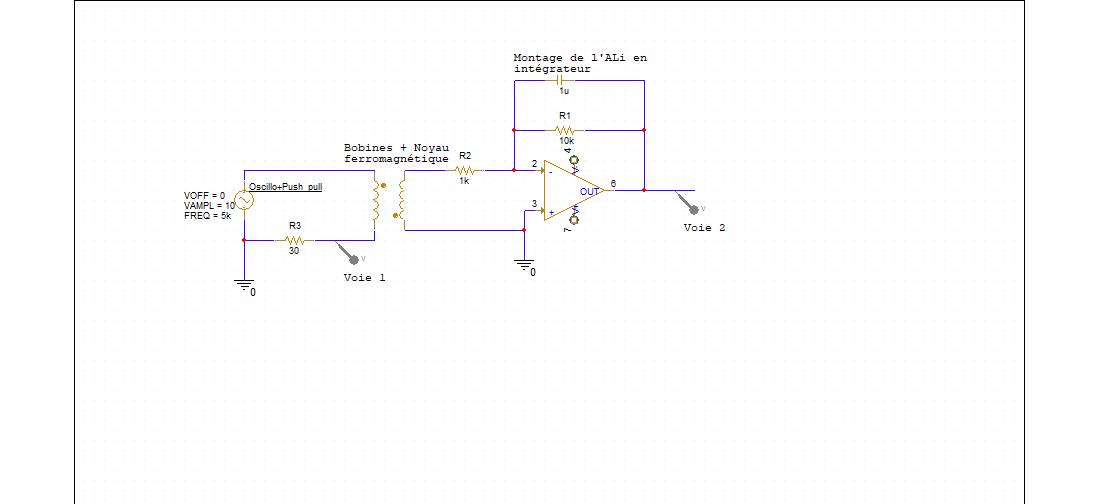 Montage de l'ALi en
intégrateur
1u
R1
10k
Bobines + Noyau
ferromagnétique
R2
1k
2
-
4
V-
OUT
6
3
+
V+
7
V
Voie 2
0
Oscillo+Push_pull
VOFF = 0
VAMPL = 10
FREQ = 5k
R3
30
V
Voie 1
0